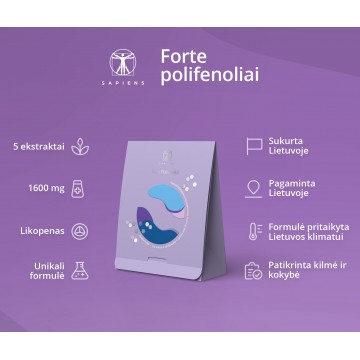 SAPIENS
Forte
polifenoliai
5 ekstraktai
1600 mg
Likopenas
Unikali
formulė
Sukurta
Lietuvoje
Pagaminta
Lietuvoje
Formulė pritaikyta
Lietuvos klimatui
Patikrinta kilmė ir
kokybė